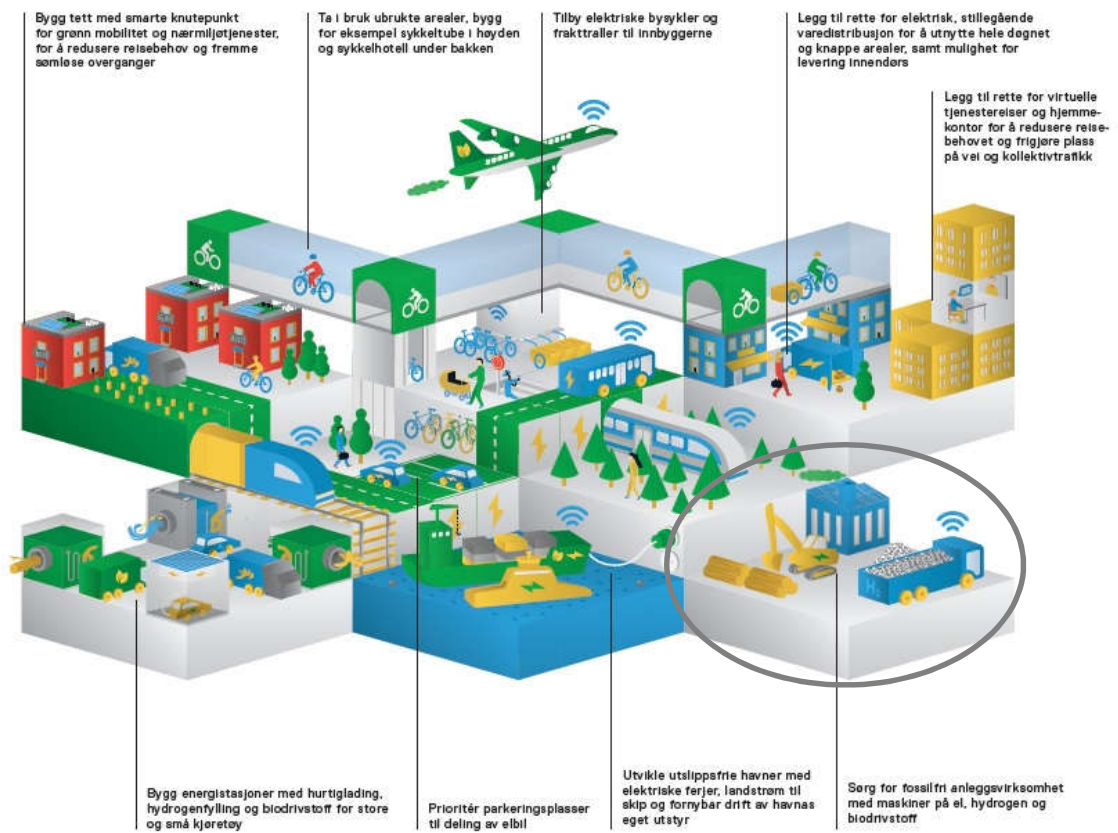 Bygg tett med smarte knutepunkt
for grønn mobilitet og nærmiljøtjenester,
for å redusere reisebehov og fremme
sømløse overganger
Ta i bruk ubrukte arealer, bygg
for eksempel sykkeltube i høyden
og sykkelhotell under bakken
Tilby elektriske bysykler og
frakttraller til innbyggerne
Legg til rette for elektrisk, stillegående
varedistribusjon for å utnytte hele døgnet
og knappe arealer, samt mulighet for
levering innendørs
Legg til rette for virtuelle
tjenestereiser og hjemme-
kontor for å redusere reise-
behovet og frigjøre plass
på vei og kollektivtrafikk
H₂
Bygg energistasjoner med hurtiglading,
hydrogenfylling og biodrivstoff for store
og små kjøretøy
Prioritér parkeringsplasser
til deling av elbil
Utvikle utslippsfrie havner med
elektriske ferjer, landstrøm til
skip og fornybar drift av havnas
eget utstyr
Sørg for fossilfri anleggsvirksomhet
med maskiner på el, hydrogen og
biodrivstoff